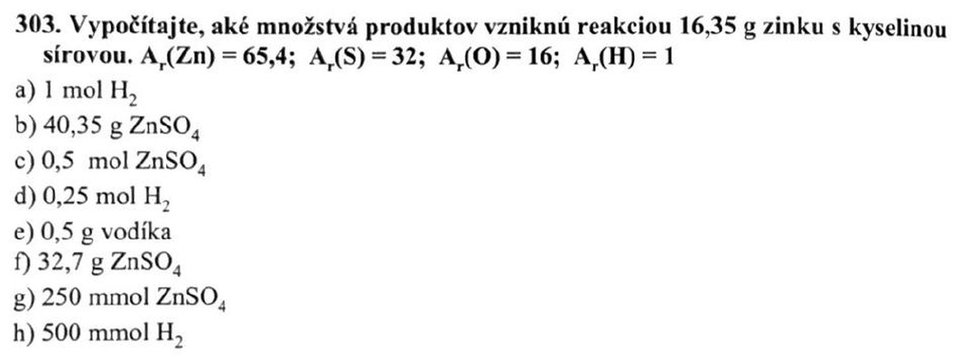 303. Vypočítajte, aké množstvá produktov vzniknú reakciou 16,35 g zinku s kyselinou
sírovou. Aᵣ(Zn) = 65,4; Aᵣ(S) = 32; Aᵣ(O) = 16; Aᵣ(H) = 1
a) 1 mol H₂
b) 40,35 g ZnSO₄
c) 0,5 mol ZnSO₄
d) 0,25 mol H₂
e) 0,5 g vodíka
f) 32,7 g ZnSO₄
g) 250 mmol ZnSO₄
h) 500 mmol H₂